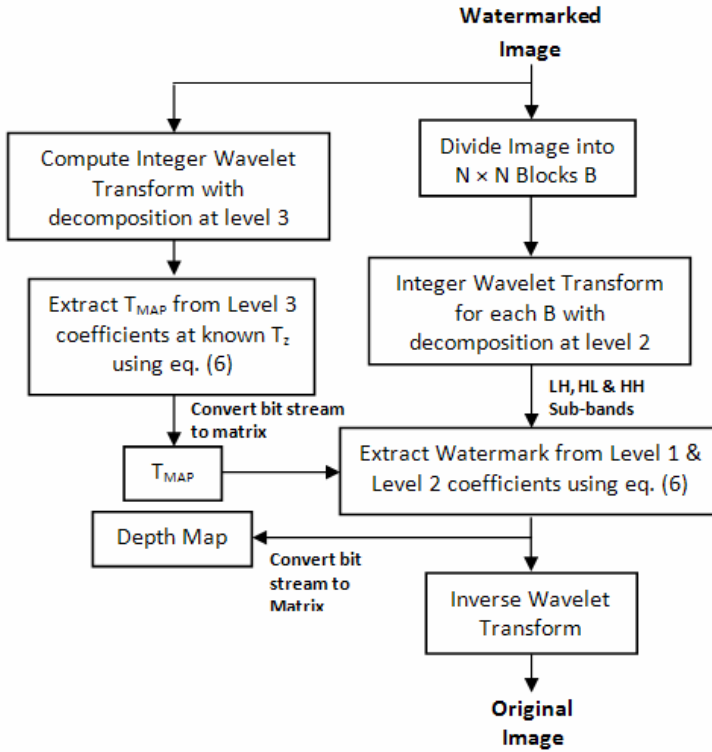 Watermarked
Image
Compute Integer Wavelet
Transform with
decomposition at level 3
Divide Image into
N × N Blocks B
Extract T_MAP from Level 3
coefficients at known T_z
using eq. (6)
Integer Wavelet Transform
for each B with
decomposition at level 2
Convert bit stream
to matrix
LH, HL & HH
Sub-bands
T_MAP
Extract Watermark from Level 1 &
Level 2 coefficients using eq. (6)
Depth Map
Convert bit
stream to
Matrix
Inverse Wavelet
Transform
Original
Image